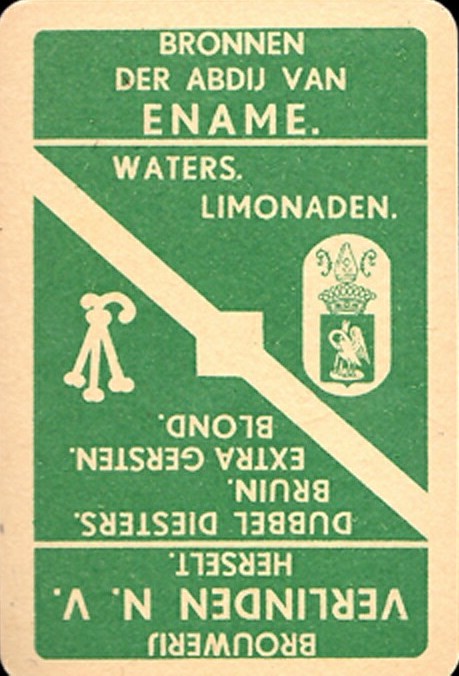 BRONNEN
DER ABDIJ VAN
ENAME.
WATERS.
LIMONADEN.
BROUWERIJ
VERLINDEN N. V.
HERSELT.
DUBBEL DIESTERS.
BRUIN.
EXTRA GERSTEN.
BLOND.